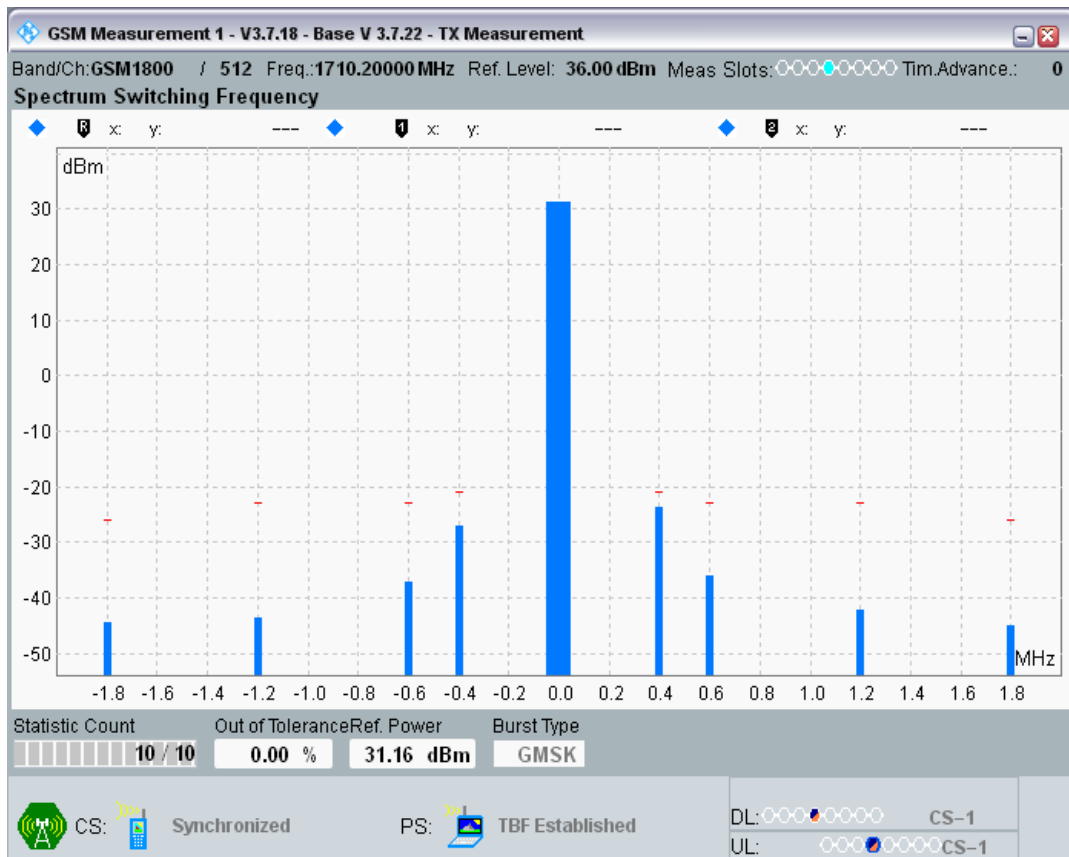 GSM Measurement 1 - V3.7.18 - Base V 3.7.22 - TX Measurement
Band/Ch:GSM1800 / 512 Freq.:1710.20000 MHz Ref. Level: 36.00 dBm Meas Slots: Tim.Advance.: 0
Spectrum Switching Frequency
R x: y: --- 1 x: y: --- 2 x: y: ---
dBm
30
20
10
0
-10
-20
-30
-40
-50
MHz
-1.8 -1.6 -1.4 -1.2 -1.0 -0.8 -0.6 -0.4 -0.2 0.0 0.2 0.4 0.6 0.8 1.0 1.2 1.4 1.6 1.8
Statistic Count Out of Tolerance Ref. Power Burst Type
10 / 10 0.00 % 31.16 dBm GMSK
CS: Synchronized PS: TBF Established DL: CS-1
UL: CS-1